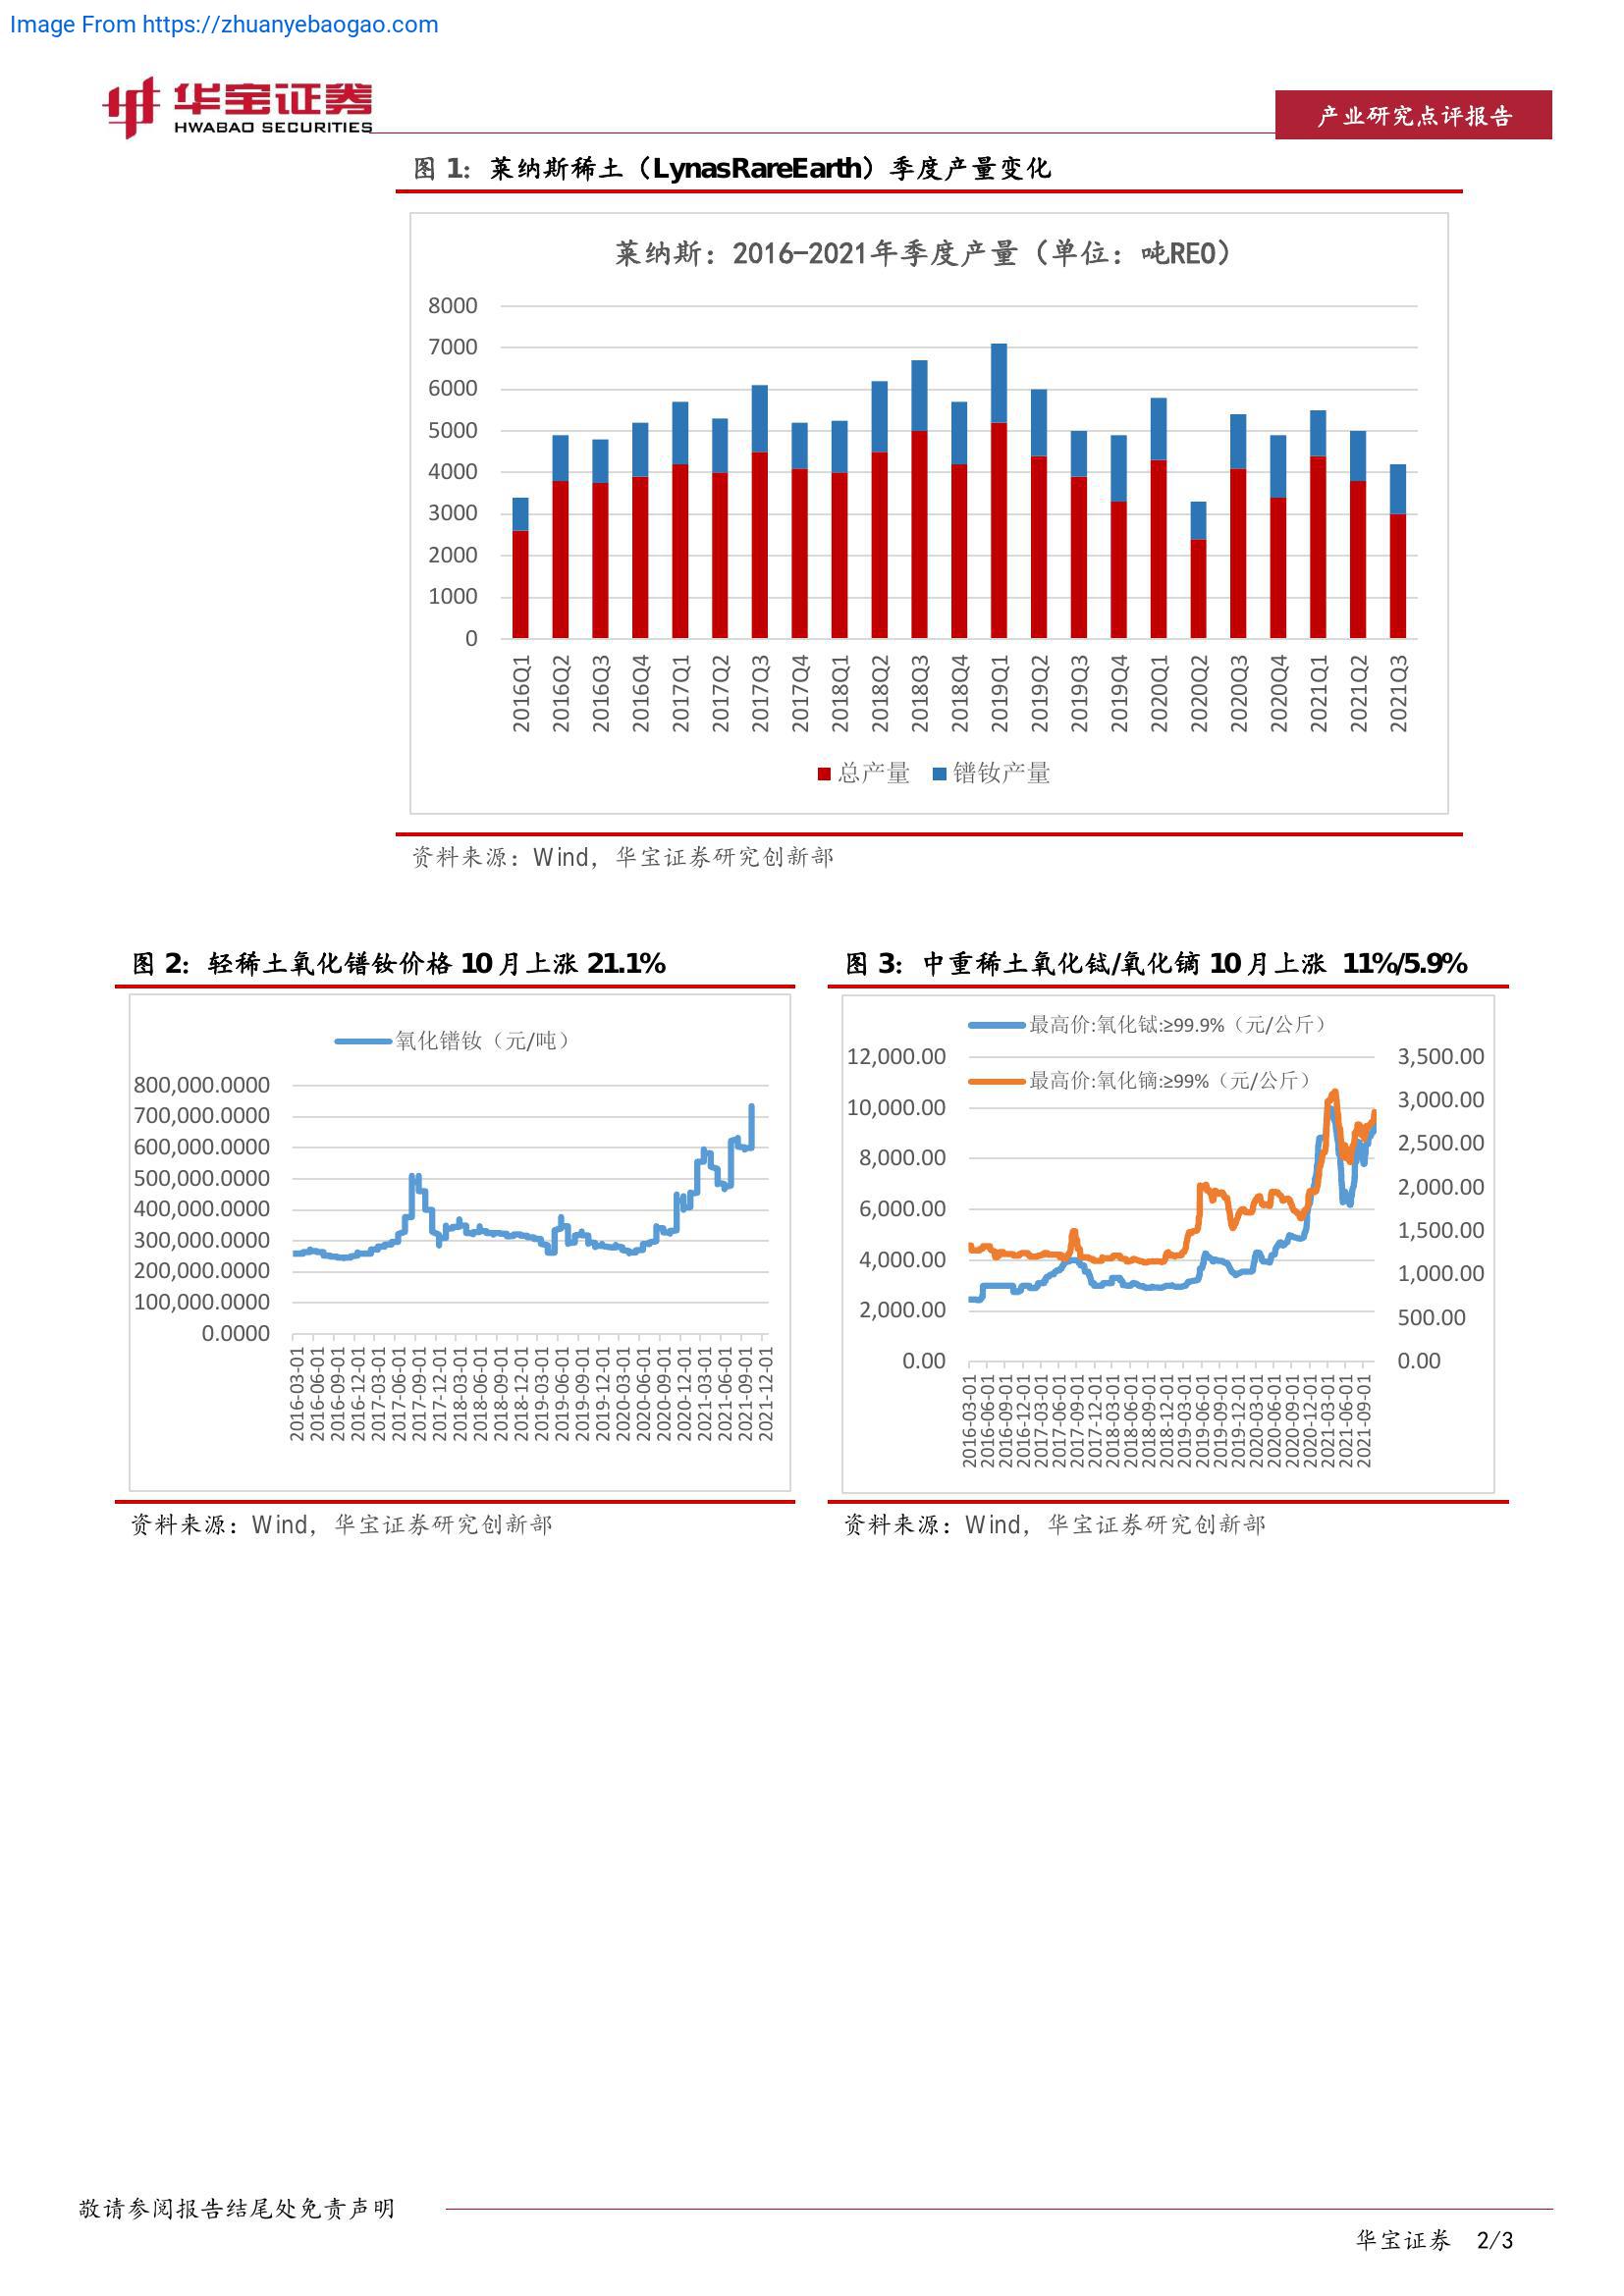 Image From https://zhuanyebaogao.com
华宝证券
HWABAO SECURITIES
产业研究点评报告
图 1：莱纳斯稀土（LynasRareEarth）季度产量变化
莱纳斯：2016-2021年季度产量（单位：吨REO）
8000
7000
6000
5000
4000
3000
2000
1000
0
2016Q1 2016Q2 2016Q3 2016Q4 2017Q1 2017Q2 2017Q3 2017Q4 2018Q1 2018Q2 2018Q3 2018Q4 2019Q1 2019Q2 2019Q3 2019Q4 2020Q1 2020Q2 2020Q3 2020Q4 2021Q1 2021Q2 2021Q3
总产量 镨钕产量
资料来源：Wind，华宝证券研究创新部
图 2：轻稀土氧化镨钕价格 10 月上涨 21.1%
氧化镨钕（元/吨）
800,000.0000
700,000.0000
600,000.0000
500,000.0000
400,000.0000
300,000.0000
200,000.0000
100,000.0000
0.0000
2016-03-01 2016-06-01 2016-09-01 2016-12-01 2017-03-01 2017-06-01 2017-09-01 2017-12-01 2018-03-01 2018-06-01 2018-09-01 2018-12-01 2019-03-01 2019-06-01 2019-09-01 2019-12-01 2020-03-01 2020-06-01 2020-09-01 2020-12-01 2021-03-01 2021-06-01 2021-09-01 2021-12-01
资料来源：Wind，华宝证券研究创新部
图 3：中重稀土氧化铽/氧化镝 10 月上涨 11%/5.9%
最高价:氧化铽:≥99.9%（元/公斤）
最高价:氧化镝:≥99%（元/公斤）
12,000.00
10,000.00
8,000.00
6,000.00
4,000.00
2,000.00
0.00
3,500.00
3,000.00
2,500.00
2,000.00
1,500.00
1,000.00
500.00
0.00
2016-03-01 2016-06-01 2016-09-01 2016-12-01 2017-03-01 2017-06-01 2017-09-01 2017-12-01 2018-03-01 2018-06-01 2018-09-01 2018-12-01 2019-03-01 2019-06-01 2019-09-01 2019-12-01 2020-03-01 2020-06-01 2020-09-01 2020-12-01 2021-03-01 2021-06-01 2021-09-01
资料来源：Wind，华宝证券研究创新部
敬请参阅报告结尾处免责声明
华宝证券 2/3